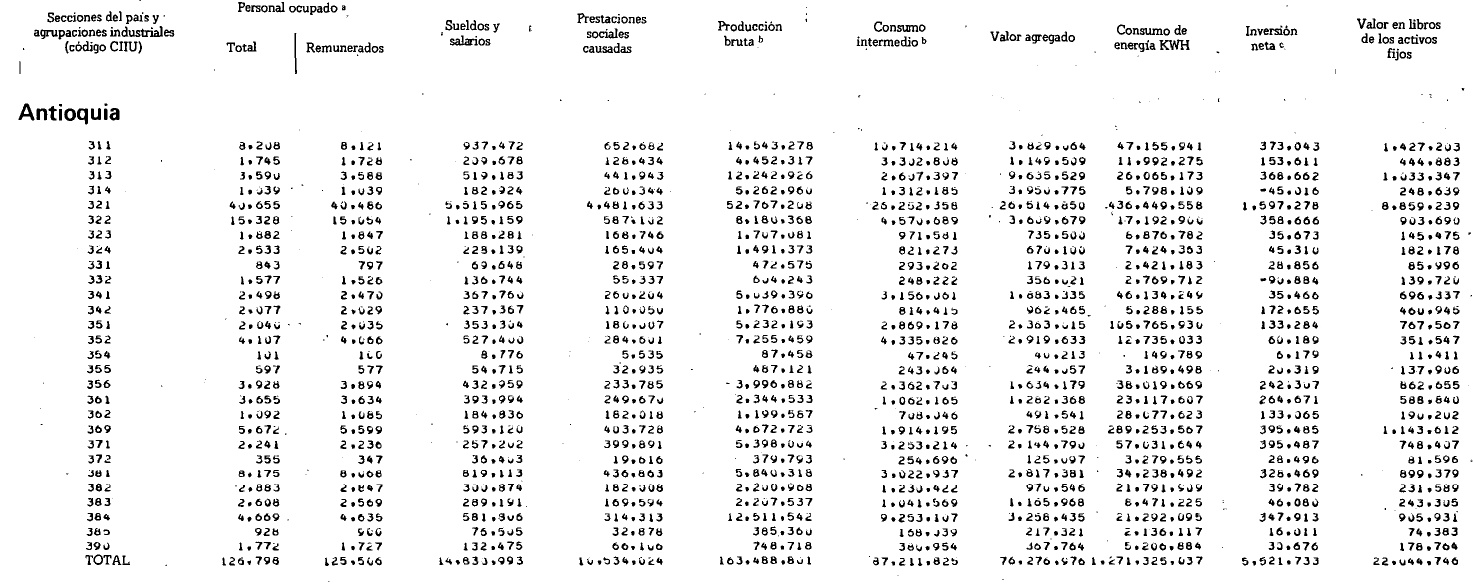 Secciones del país y agrupaciones industriales (código CIIU) Personal ocupado a Sueldos y salarios Prestaciones sociales causadas Producción bruta b Consumo intermedio b Valor agregado Consumo de energía KWH Inversión neta c Valor en libros de los activos fijos
Total Remunerados
Antioquia
311 8.208 8.121 937.472 652.682 14.543.278 10.714.214 3.829.064 47.155.941 373.043 1.427.203
312 1.745 1.728 209.678 128.434 4.452.317 3.302.808 1.149.509 11.992.275 153.611 444.883
313 3.590 3.588 519.183 441.943 12.242.926 2.607.397 9.635.529 26.065.173 368.662 1.033.347
314 1.039 1.039 182.924 260.344 5.262.960 1.312.185 3.950.775 5.798.109 -45.016 248.639
321 40.655 40.486 5.515.965 4.481.633 52.767.208 26.252.358 26.514.850 436.449.558 1.597.278 8.859.239
322 15.328 15.054 1.195.159 587.102 8.180.368 4.570.689 3.609.679 17.192.900 358.666 903.690
323 1.882 1.847 188.281 168.746 1.707.081 971.581 735.500 6.876.782 35.673 145.475
324 2.533 2.502 228.139 165.404 1.491.373 821.273 670.100 7.424.363 45.310 182.178
331 843 797 69.648 28.597 472.575 293.262 179.313 2.421.183 28.856 85.996
332 1.577 1.526 136.744 55.337 604.243 248.222 356.021 2.769.712 -90.884 139.720
341 2.498 2.470 367.760 260.204 5.039.396 3.156.061 1.883.335 46.134.249 35.466 696.337
342 2.077 2.029 237.367 110.050 1.776.880 814.415 962.465 5.288.155 172.655 460.945
351 2.040 2.035 353.304 180.007 5.232.193 2.869.178 2.363.015 105.765.930 133.284 767.567
352 4.107 4.066 527.400 284.601 7.255.459 4.335.826 2.919.633 12.735.033 60.189 351.547
354 101 100 8.776 5.535 87.458 47.245 40.213 149.789 6.179 11.411
355 597 577 54.715 32.935 487.121 243.064 244.057 3.189.498 20.319 137.906
356 3.928 3.894 432.959 233.785 3.996.882 2.362.703 1.634.179 38.019.669 242.307 862.655
361 3.655 3.634 393.994 249.670 2.344.533 1.062.165 1.282.368 23.117.607 264.671 588.840
362 1.092 1.085 184.836 182.018 1.199.587 708.046 491.541 28.077.623 133.065 190.202
369 5.672 5.599 593.120 403.728 4.672.723 1.914.195 2.758.528 289.253.567 395.485 1.143.612
371 2.241 2.236 257.202 399.891 5.398.004 3.253.214 2.144.790 57.031.644 395.487 748.407
372 355 347 36.403 19.616 379.793 254.696 125.097 3.279.555 28.496 81.596
381 8.175 8.068 819.113 436.863 5.840.318 3.022.937 2.817.381 34.238.492 328.469 899.379
382 2.883 2.847 300.874 182.008 2.200.968 1.230.422 970.546 21.791.909 39.782 231.589
383 2.608 2.569 289.191 169.594 2.207.537 1.041.569 1.165.968 8.471.225 46.080 243.305
384 4.669 4.635 581.806 314.313 12.511.542 9.253.107 3.258.435 21.292.095 347.913 905.931
385 928 900 76.505 32.878 385.360 168.039 217.321 2.136.117 16.011 74.383
390 1.772 1.727 132.475 66.106 748.718 380.954 367.764 5.206.884 30.676 178.764
TOTAL 126.798 125.506 14.833.993 10.534.024 163.488.801 87.211.825 76.276.976 1.271.325.037 5.521.733 22.044.746